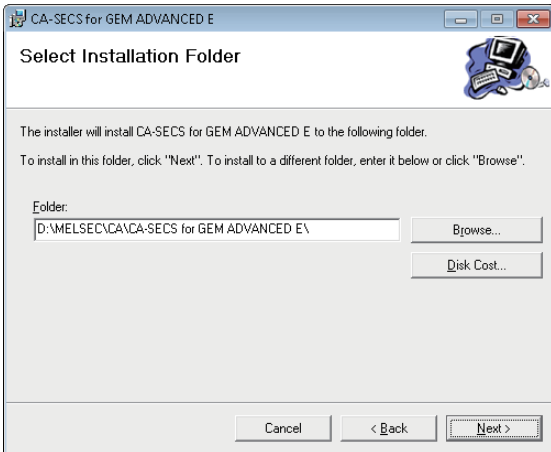 CA-SECS for GEM ADVANCED E
Select Installation Folder
The installer will install CA-SECS for GEM ADVANCED E to the following folder.
To install in this folder, click "Next". To install to a different folder, enter it below or click "Browse".
Folder:
D:\MELSEC\CA\CA-SECS for GEM ADVANCED E\
Browse...
Disk Cost...
Cancel
< Back
Next >